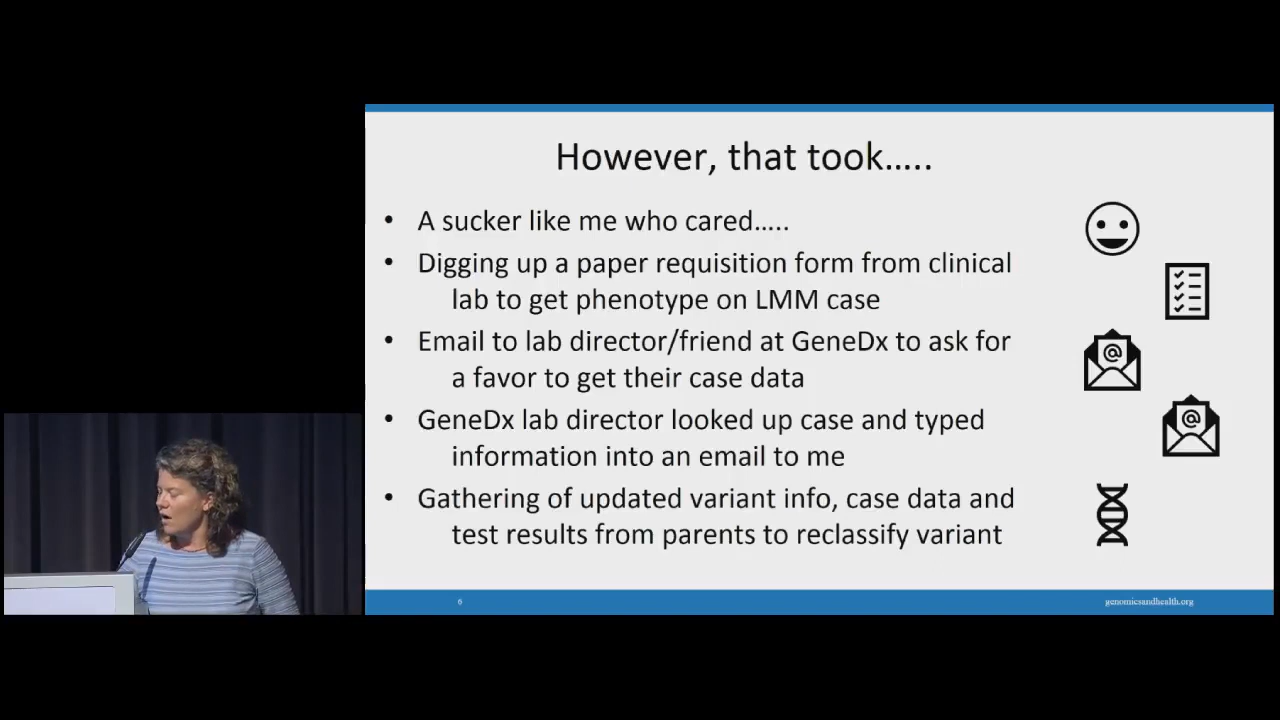 However, that took.....
• A sucker like me who cared.....
• Digging up a paper requisition form from clinical
lab to get phenotype on LMM case
• Email to lab director/friend at GeneDx to ask for
a favor to get their case data
• GeneDx lab director looked up case and typed
information into an email to me
• Gathering of updated variant info, case data and
test results from parents to reclassify variant
@
@
6
genomicsandhealth.org